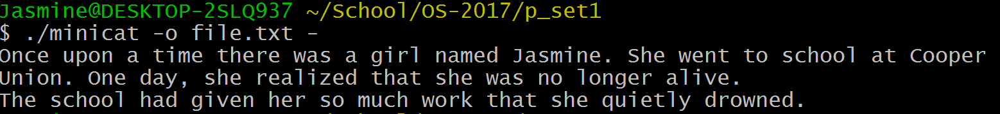 Jasmine@DESKTOP-2SLQ937 ~/School/OS-2017/p_set1
$ ./minicat -o file.txt -
Once upon a time there was a girl named Jasmine. She went to school at Cooper
Union. One day, she realized that she was no longer alive.
The school had given her so much work that she quietly drowned.